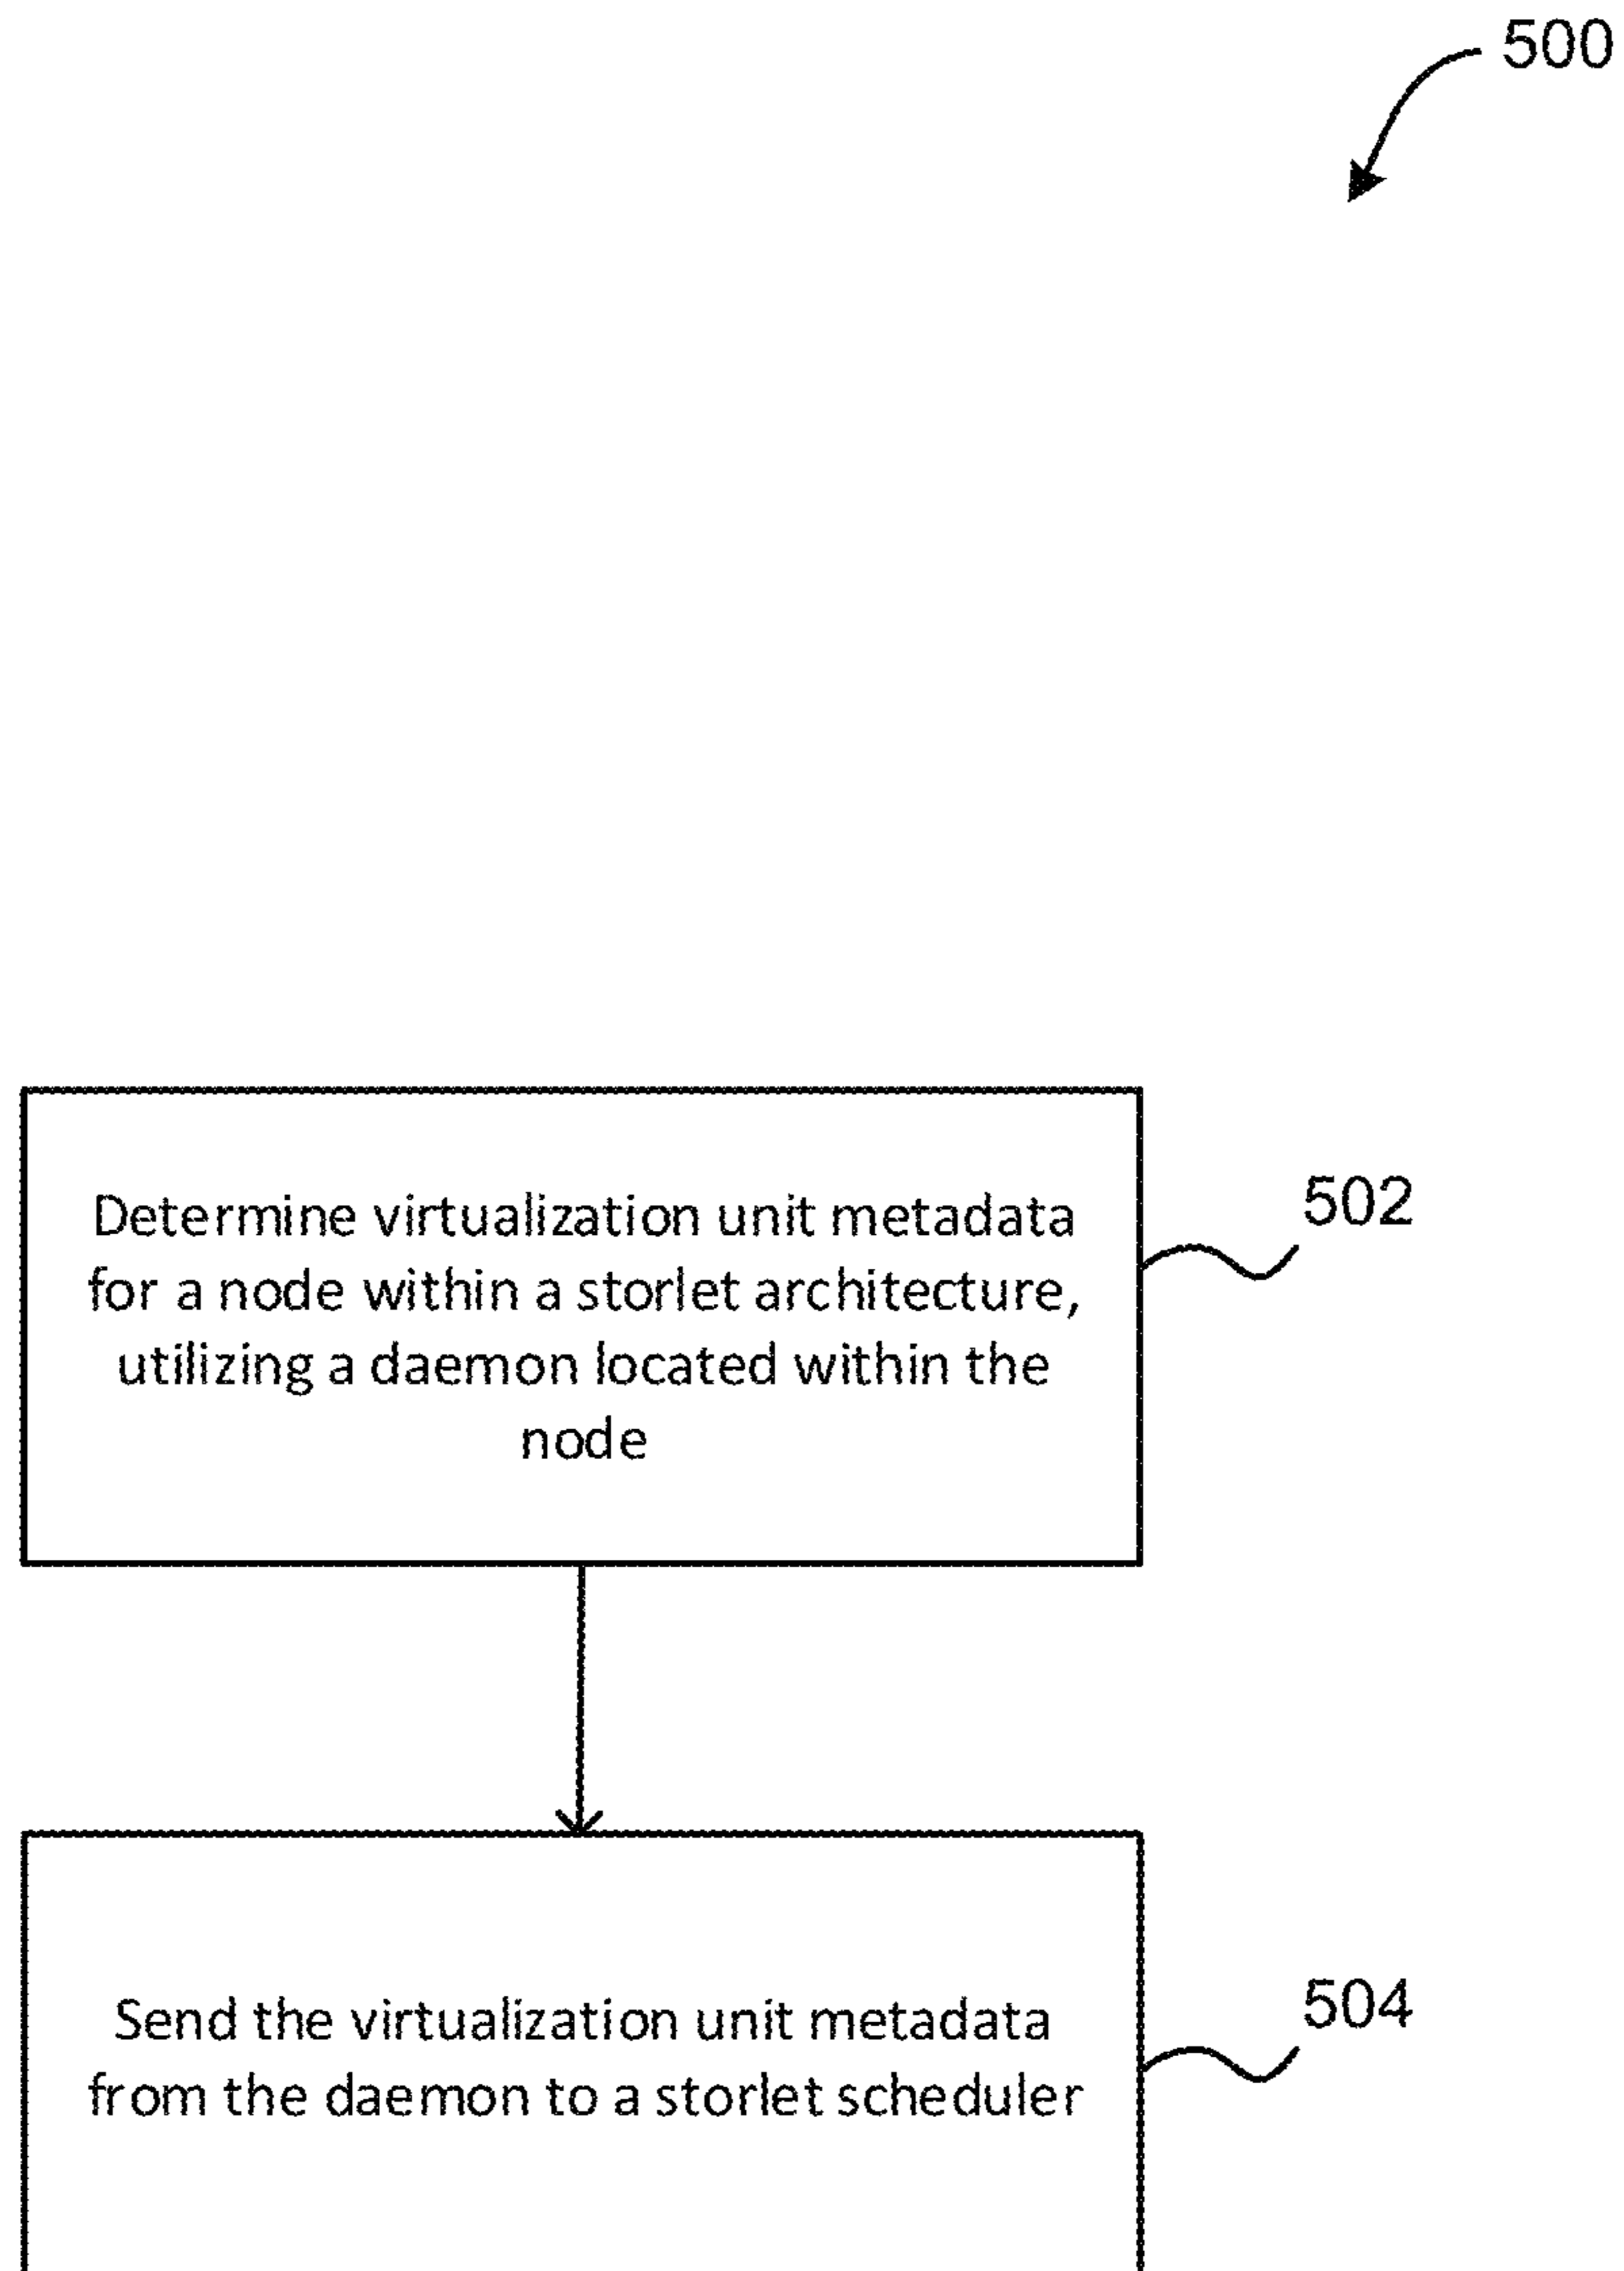 500
Determine virtualization unit metadata
for a node within a storlet architecture,
utilizing a daemon located within the
node
502
Send the virtualization unit metadata
from the daemon to a storlet scheduler
504